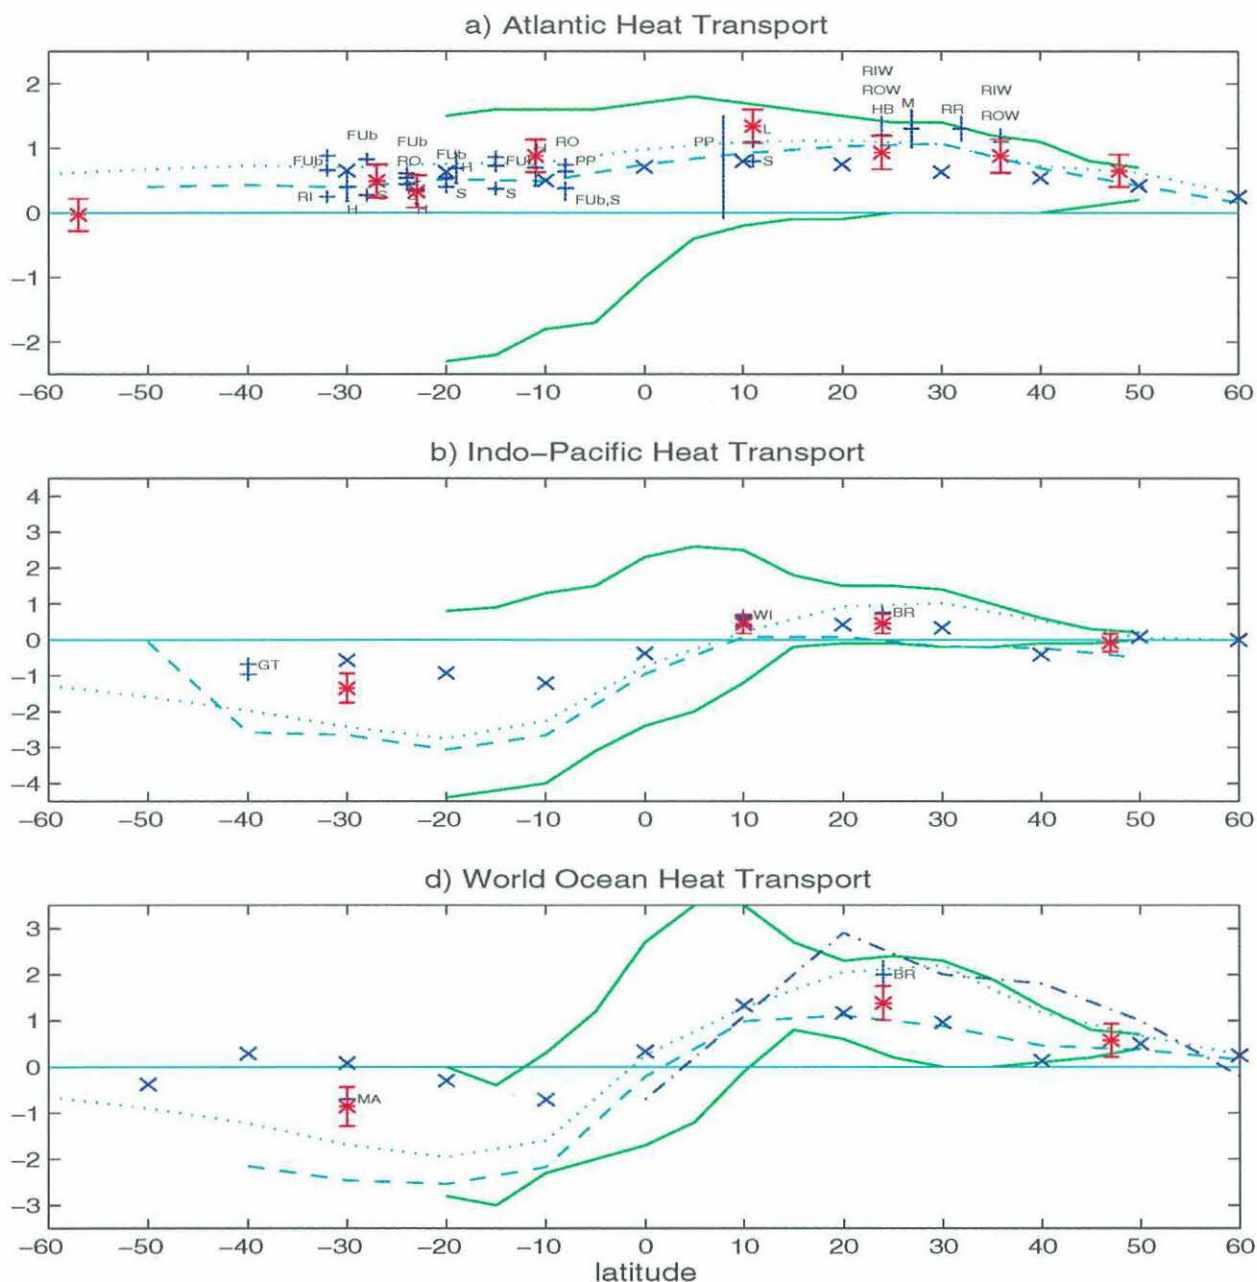 a) Atlantic Heat Transport
RIW RIW
FUb FUb ROW M RR ROW
FUb RO FUb H RO PP PP L HB
RI S H S S FUb,S S
H H
2
1
0
−1
−2
−60 −50 −40 −30 −20 −10 0 10 20 30 40 50 60
b) Indo−Pacific Heat Transport
4
3
2
1
0
−1
−2
−3
−4
WI BR
GT
−60 −50 −40 −30 −20 −10 0 10 20 30 40 50 60
d) World Ocean Heat Transport
3
2
1
0
−1
−2
−3
BR
MA
−60 −50 −40 −30 −20 −10 0 10 20 30 40 50 60
latitude